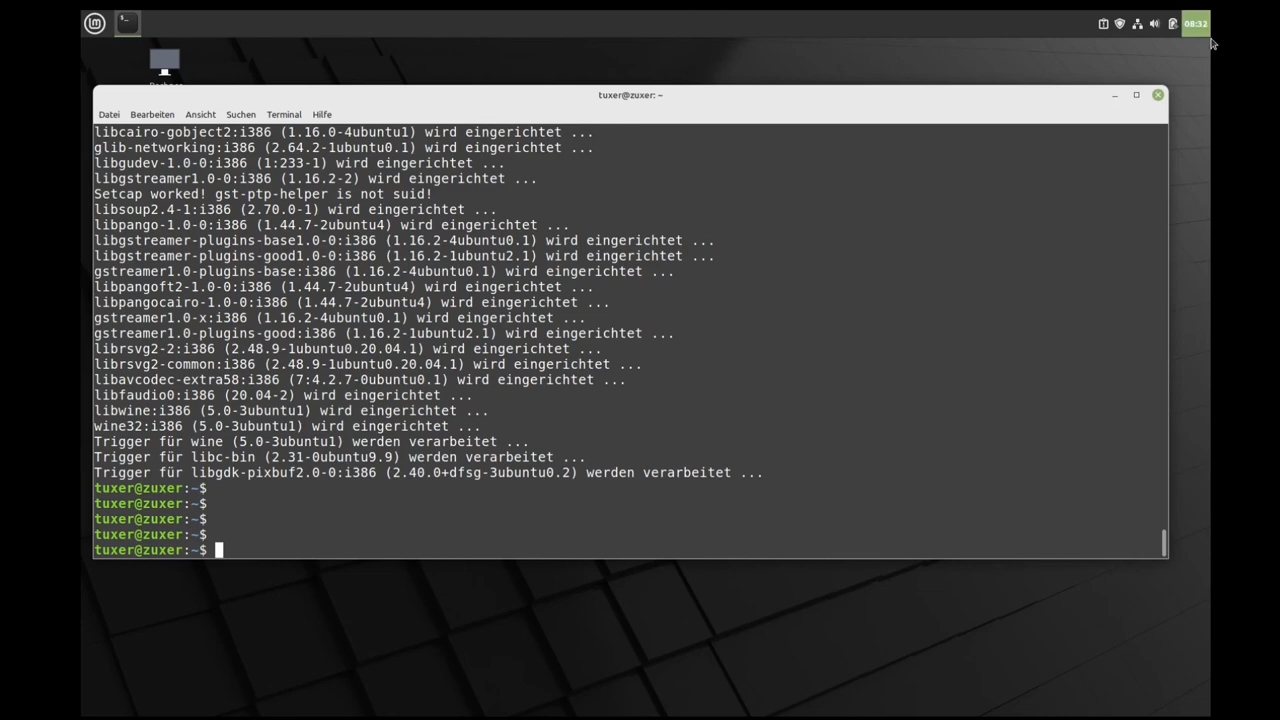 08:32
tuxer@zuxer: ~
Datei Bearbeiten Ansicht Suchen Terminal Hilfe
libcairo-gobject2:i386 (1.16.0-4ubuntu1) wird eingerichtet ...
glib-networking:i386 (2.64.2-1ubuntu0.1) wird eingerichtet ...
libgudev-1.0-0:i386 (1:233-1) wird eingerichtet ...
libgstreamer1.0-0:i386 (1.16.2-2) wird eingerichtet ...
Setcap worked! gst-ptp-helper is not suid!
libsoup2.4-1:i386 (2.70.0-1) wird eingerichtet ...
libpango-1.0-0:i386 (1.44.7-2ubuntu4) wird eingerichtet ...
libgstreamer-plugins-base1.0-0:i386 (1.16.2-4ubuntu0.1) wird eingerichtet ...
libgstreamer-plugins-good1.0-0:i386 (1.16.2-1ubuntu2.1) wird eingerichtet ...
gstreamer1.0-plugins-base:i386 (1.16.2-4ubuntu0.1) wird eingerichtet ...
libpangoft2-1.0-0:i386 (1.44.7-2ubuntu4) wird eingerichtet ...
libpangocairo-1.0-0:i386 (1.44.7-2ubuntu4) wird eingerichtet ...
gstreamer1.0-x:i386 (1.16.2-4ubuntu0.1) wird eingerichtet ...
gstreamer1.0-plugins-good:i386 (1.16.2-1ubuntu2.1) wird eingerichtet ...
librsvg2-2:i386 (2.48.9-1ubuntu0.20.04.1) wird eingerichtet ...
librsvg2-common:i386 (2.48.9-1ubuntu0.20.04.1) wird eingerichtet ...
libavcodec-extra58:i386 (7:4.2.7-0ubuntu0.1) wird eingerichtet ...
libfaudio0:i386 (20.04-2) wird eingerichtet ...
libwine:i386 (5.0-3ubuntu1) wird eingerichtet ...
wine32:i386 (5.0-3ubuntu1) wird eingerichtet ...
Trigger für wine (5.0-3ubuntu1) werden verarbeitet ...
Trigger für libc-bin (2.31-0ubuntu9.9) werden verarbeitet ...
Trigger für libgdk-pixbuf2.0-0:i386 (2.40.0+dfsg-3ubuntu0.2) werden verarbeitet ...
tuxer@zuxer:~$
tuxer@zuxer:~$
tuxer@zuxer:~$
tuxer@zuxer:~$
tuxer@zuxer:~$